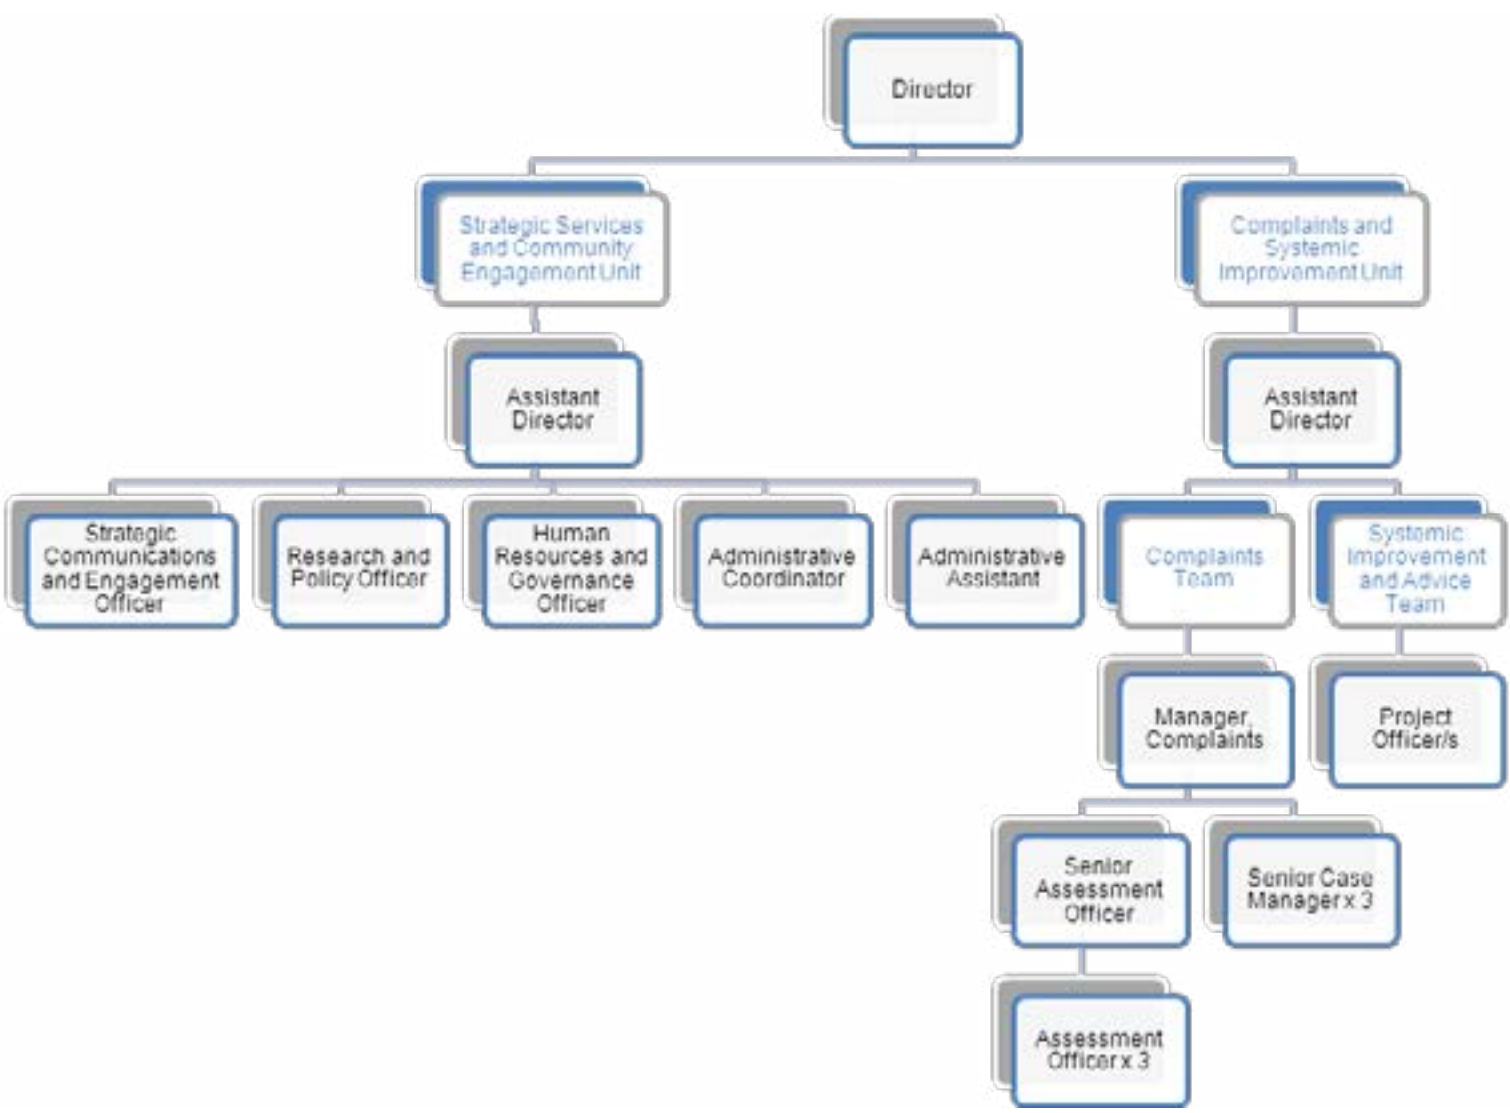 Director
Strategic Services
and Community
Engagement Unit
Complaints and
Systemic
Improvement Unit
Assistant
Director
Assistant
Director
Strategic
Communications
and Engagement
Officer
Research and
Policy Officer
Human
Resources and
Governance
Officer
Administrative
Coordinator
Administrative
Assistant
Complaints
Team
Systemic
Improvement
and Advice
Team
Manager,
Complaints
Project
Officer/s
Senior
Assessment
Officer
Senior Case
Manager x 3
Assessment
Officer x 3